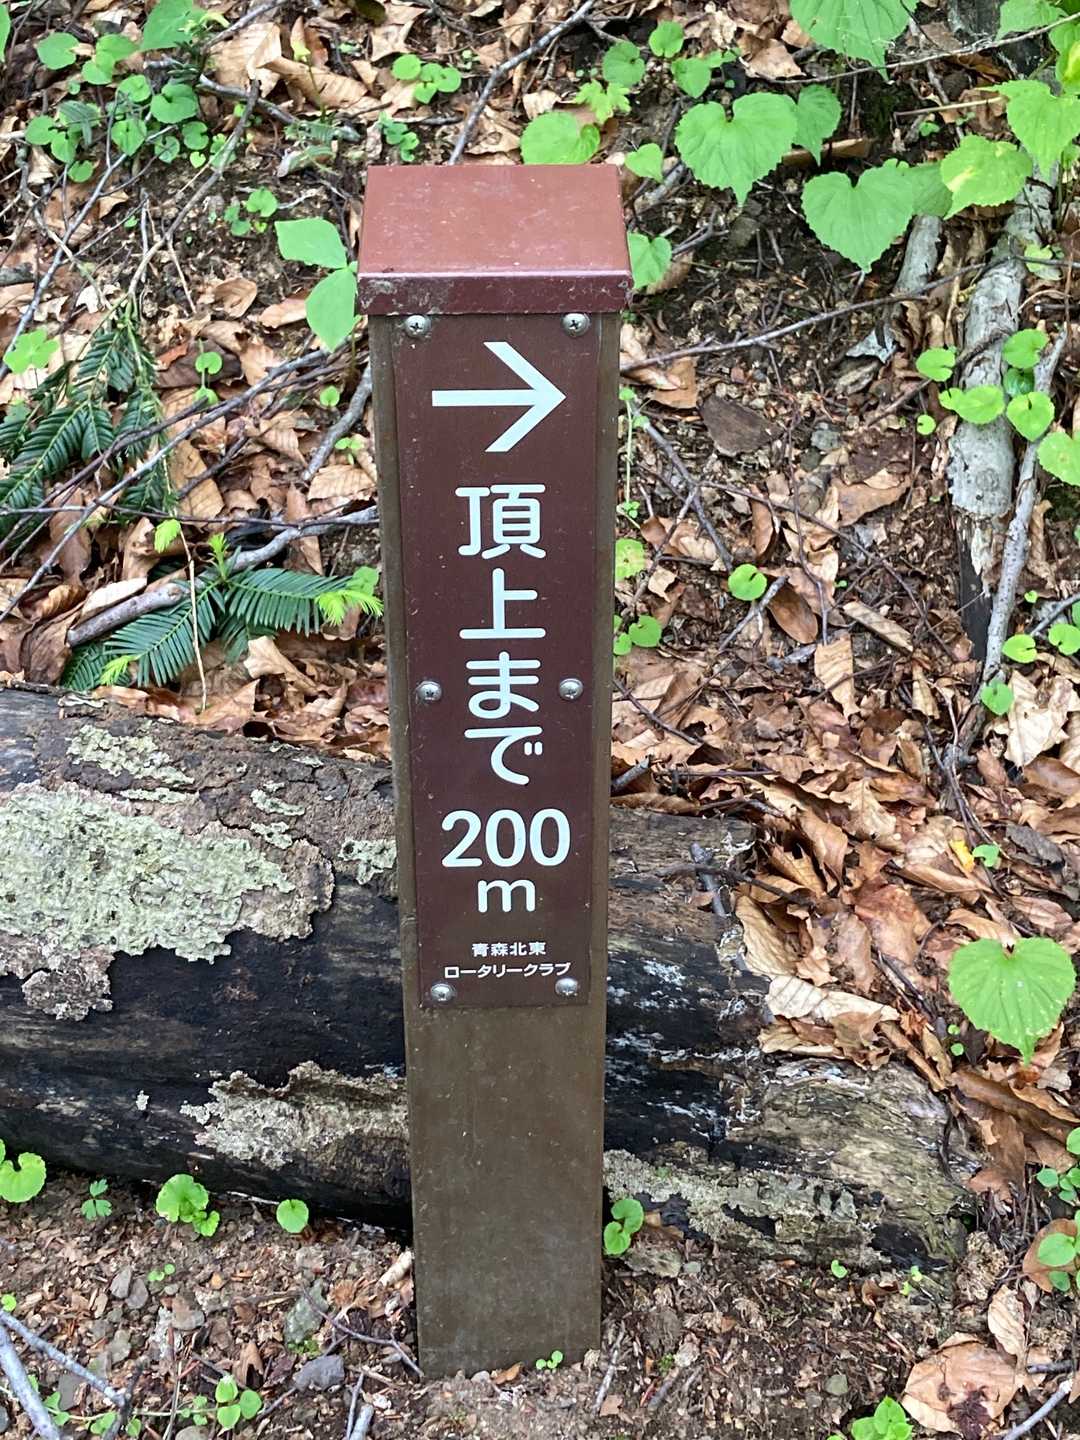 →
頂上まで
200
m
青森北東
ロータリークラブ